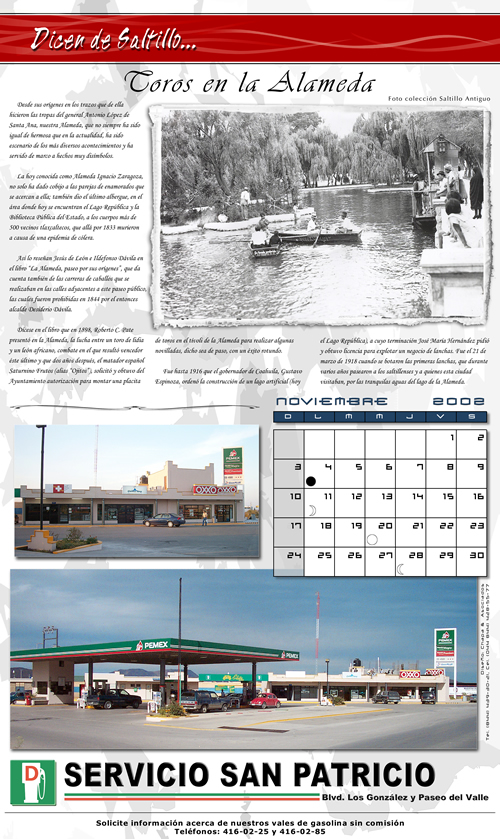 Dicen de Saltillo...
Toros en la Alameda
Foto colección Saltillo Antiguo
Desde sus orígenes en los trazos que de ella
hicieron las tropas del general Antonio López de
Santa Ana, nuestra Alameda, que no siempre ha sido
igual de hermosa que en la actualidad, ha sido
escenario de los más diversos acontecimientos y ha
servido de marco a hechos muy disímbolos.
La hoy conocida como Alameda Ignacio Zaragoza,
no solo ha dado cobijo a las parejas de enamorados que
se acercan a ella; también dio el último albergue, en el
área donde hoy se encuentran el Lago República y la
Biblioteca Pública del Estado, a los cuerpos más de
500 vecinos tlaxcaltecas, que allá por 1833 murieron
a causa de una epidemia de cólera.
Así lo reseñan Jesús de León e Ildefonso Dávila en
el libro "La Alameda, paseo por sus orígenes", que da
cuenta también de las carreras de caballos que se
realizaban en las calles adyacentes a este paseo público,
las cuales fueron prohibidas en 1844 por el entonces
alcalde Desiderio Dávila.
Dícese en el libro que en 1898, Roberto C. Pate
presentó en la Alameda, la lucha entre un toro de lidia
y un león africano, combate en el que resultó vencedor
éste último y que dos años después, el matador español
Saturnino Frutos (alias "Ojitos"), solicitó y obtuvo del
Ayuntamiento autorización para montar una placita
de toros en el tívoli de la Alameda para realizar algunas
novilladas, dicho sea de paso, con un éxito rotundo.
Fue hasta 1916 que el gobernador de Coahuila, Gustavo
Espinoza, ordenó la construcción de un lago artificial (hoy
el Lago República), a cuyo terminación José María Hernández pidió
y obtuvo licencia para explotar un negocio de lanchas. Fue el 21 de
marzo de 1918 cuando se botaron las primeras lanchas, que durante
varios años pasearon a los saltillenses y a quienes esta ciudad
visitaban, por las tranquilas aguas del lago de la Alameda.
NOVIEMBRE 2002
D L M M J V S
1 2
3 4 5 6 7 8 9
10 11 12 13 14 15 16
17 18 19 20 21 22 23
24 25 26 27 28 29 30
PEMEX
OXXO
PEMEX
PEMEX
OXXO
Diseño: Chapa & Asociados
D
SERVICIO SAN PATRICIO
Blvd. Los González y Paseo del Valle
Solicite información acerca de nuestros vales de gasolina sin comisión
Teléfonos: 416-02-25 y 416-02-85